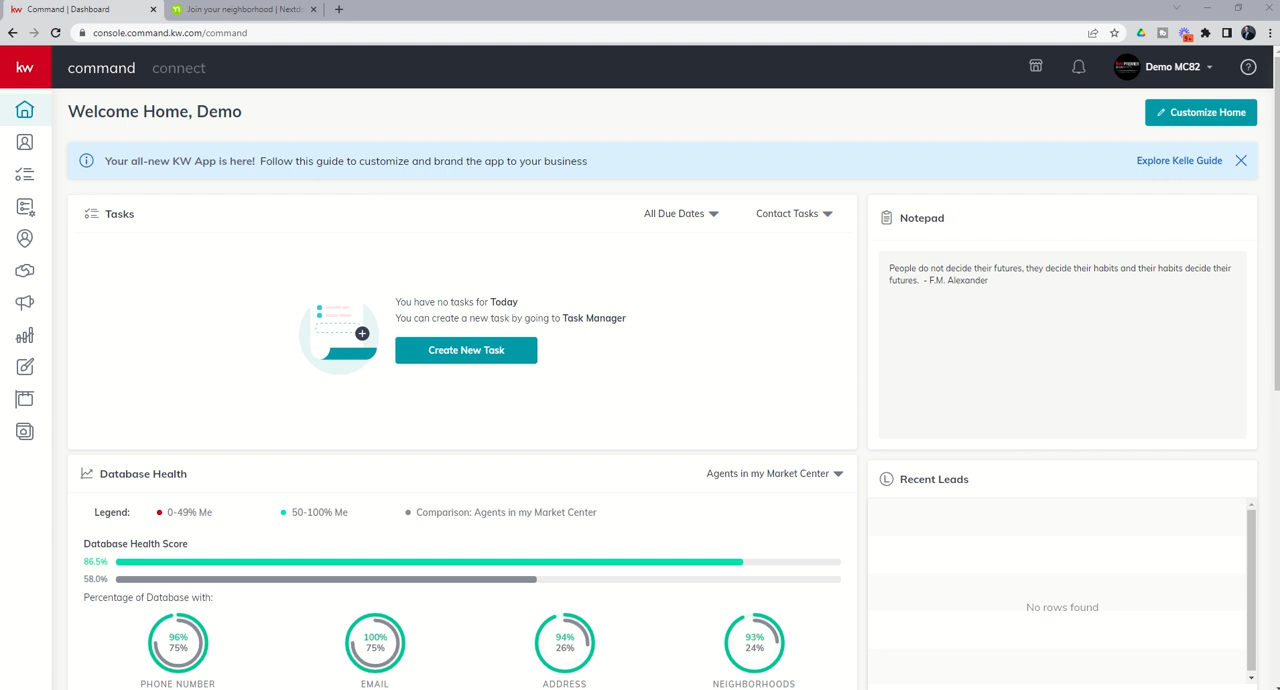 kw Command | Dashboard
Join your neighborhood | Nextd
console.command.kw.com/command
9+
kw
command connect
Demo MC82
Welcome Home, Demo
Customize Home
Your all-new KW App is here! Follow this guide to customize and brand the app to your business
Explore Kelle Guide
Tasks
All Due Dates
Contact Tasks
You have no tasks for Today
You can create a new task by going to Task Manager
Create New Task
Notepad
People do not decide their futures, they decide their habits and their habits decide their
futures. - F.M. Alexander
Database Health
Agents in my Market Center
Legend:
0-49% Me
50-100% Me
Comparison: Agents in my Market Center
Database Health Score
86.5%
58.0%
Percentage of Database with:
96%
75%
PHONE NUMBER
100%
75%
EMAIL
94%
26%
ADDRESS
93%
24%
NEIGHBORHOODS
Recent Leads
No rows found